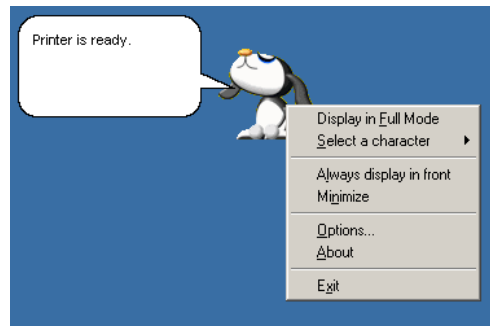 Printer is ready.
Display in Full Mode
Select a character
Always display in front
Minimize
Options...
About
Exit